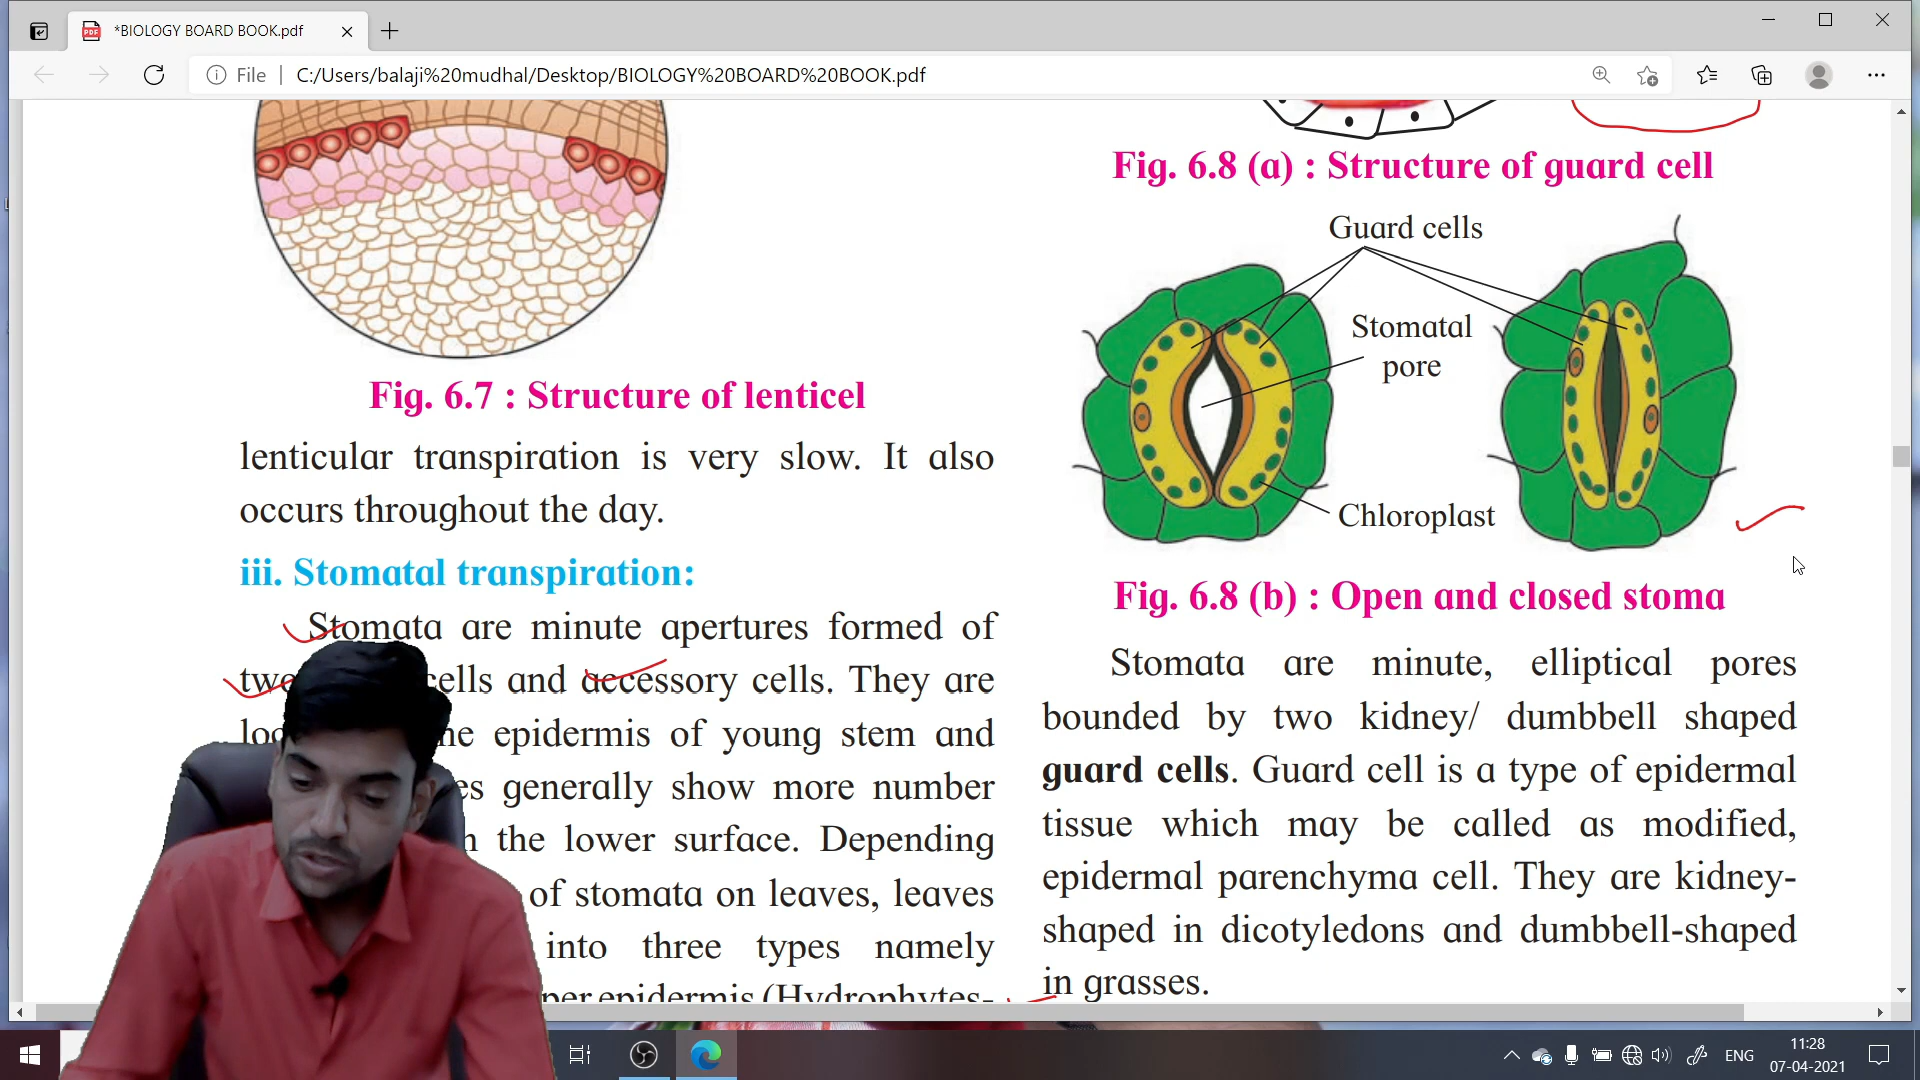 *BIOLOGY BOARD BOOK.pdf
File
C:/Users/balaji%20mudhal/Desktop/BIOLOGY%20BOARD%20BOOK.pdf
Fig. 6.7 : Structure of lenticel
lenticular transpiration is very slow. It also
occurs throughout the day.
iii. Stomatal transpiration:
Stomata are minute apertures formed of
two cells and accessory cells. They are
epidermis of young stem and
generally show more number
the lower surface. Depending
of stomata on leaves, leaves
into three types namely
epidermis (Hydrophytes-
Fig. 6.8 (a) : Structure of guard cell
Guard cells
Stomatal
pore
Chloroplast
Fig. 6.8 (b) : Open and closed stoma
Stomata are minute, elliptical pores
bounded by two kidney/ dumbbell shaped
guard cells. Guard cell is a type of epidermal
tissue which may be called as modified,
epidermal parenchyma cell. They are kidney-
shaped in dicotyledons and dumbbell-shaped
in grasses.
ENG
11:28
07-04-2021